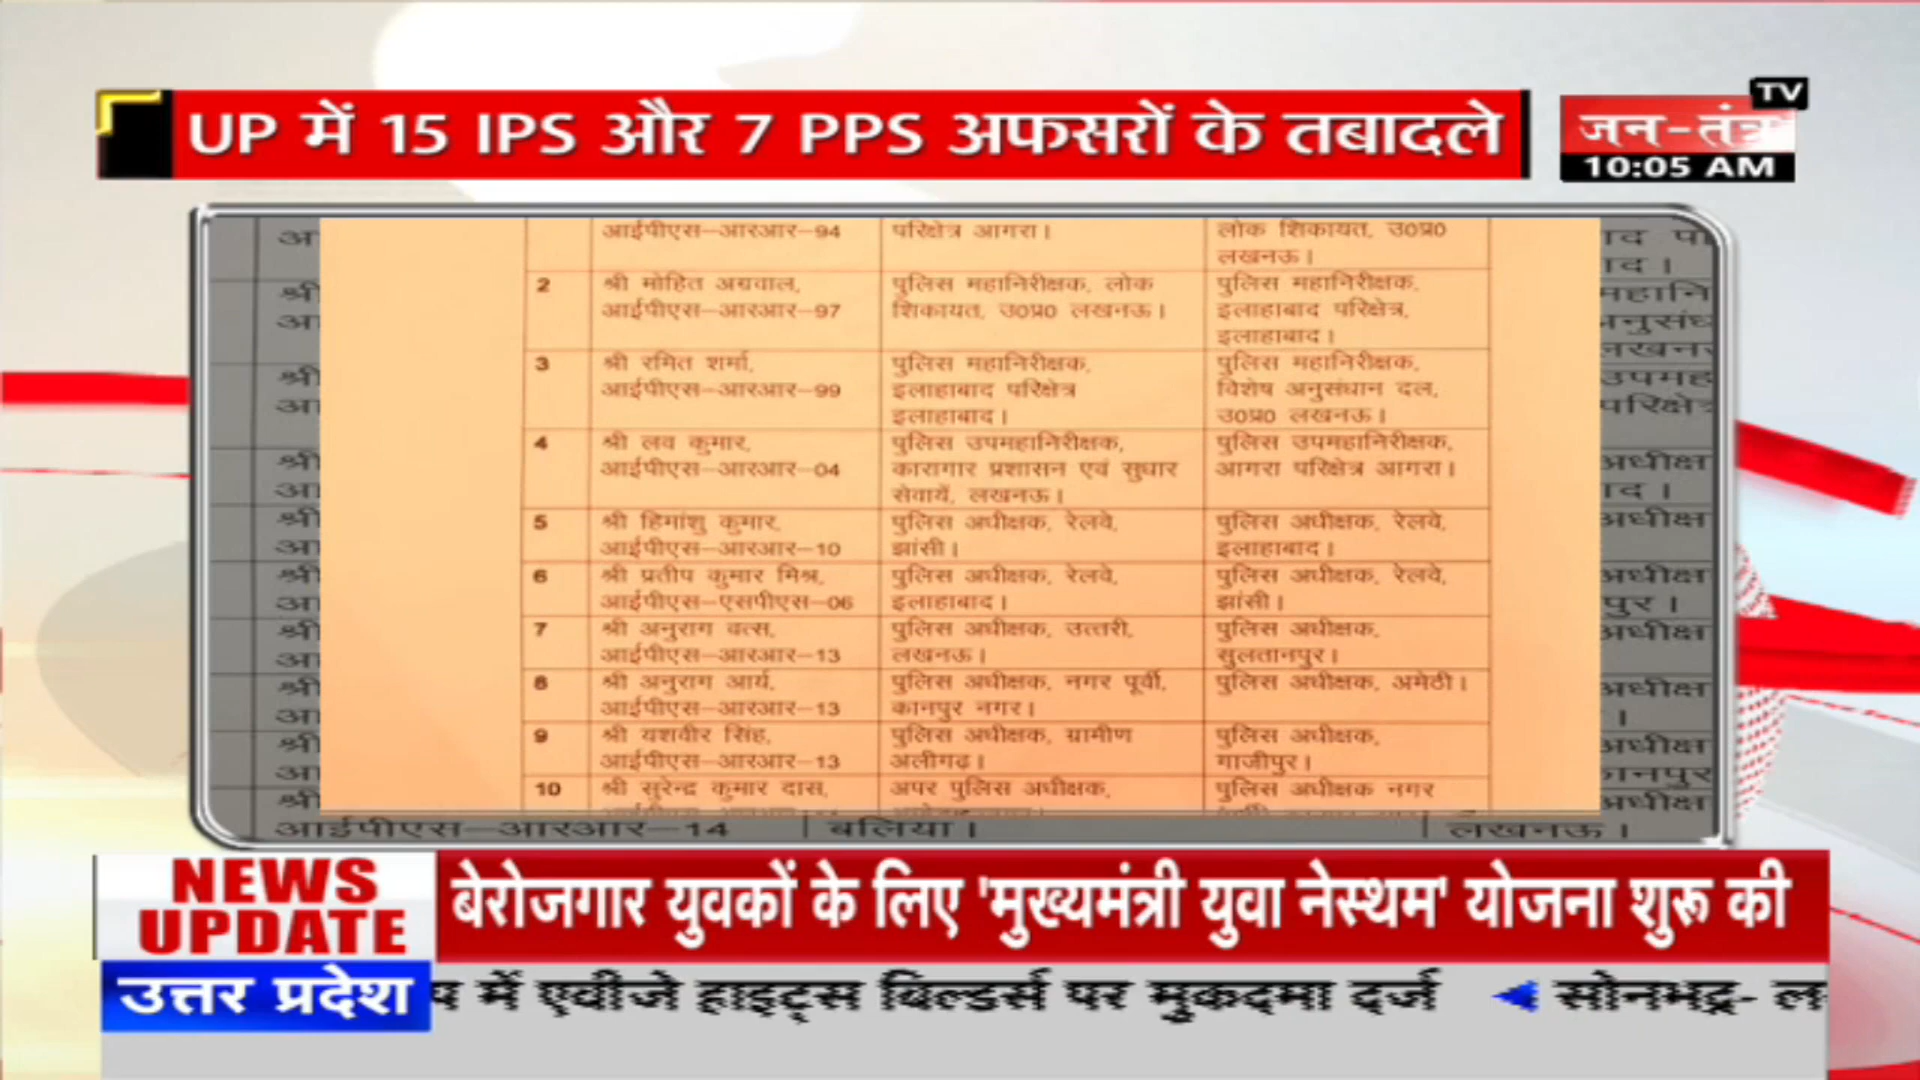 UP में 15 IPS और 7 PPS अफसरों के तबादले
TV
जन-तंत्र
10:05 AM
आईपीएस-आरआर-94
परिक्षेत्र आगरा।
लोक शिकायत, उ0प्र0
लखनऊ।
2
श्री मोहित अग्रवाल,
आईपीएस-आरआर-97
पुलिस महानिरीक्षक, लोक
शिकायत, उ0प्र0 लखनऊ।
पुलिस महानिरीक्षक,
इलाहाबाद परिक्षेत्र,
इलाहाबाद।
3
श्री रमित शर्मा,
आईपीएस-आरआर-99
पुलिस महानिरीक्षक,
इलाहाबाद परिक्षेत्र
इलाहाबाद।
पुलिस महानिरीक्षक,
विशेष अनुसंधान दल,
उ0प्र0 लखनऊ।
4
श्री लव कुमार,
आईपीएस-आरआर-04
पुलिस उपमहानिरीक्षक,
कारागार प्रशासन एवं सुधार
सेवायें, लखनऊ।
पुलिस उपमहानिरीक्षक,
आगरा परिक्षेत्र आगरा।
5
श्री हिमांशु कुमार,
आईपीएस-आरआर-10
पुलिस अधीक्षक, रेलवे,
झांसी।
पुलिस अधीक्षक, रेलवे,
इलाहाबाद।
6
श्री प्रतीप कुमार मिश्र,
आईपीएस-एसपीएस-06
पुलिस अधीक्षक, रेलवे,
इलाहाबाद।
पुलिस अधीक्षक, रेलवे,
झांसी।
7
श्री अनुराग वत्स,
आईपीएस-आरआर-13
पुलिस अधीक्षक, उत्तरी,
लखनऊ।
पुलिस अधीक्षक,
सुलतानपुर।
8
श्री अनुराग आर्य,
आईपीएस-आरआर-13
पुलिस अधीक्षक, नगर पूर्वी,
कानपुर नगर।
पुलिस अधीक्षक, अमेठी।
9
श्री यशवीर सिंह,
आईपीएस-आरआर-13
पुलिस अधीक्षक, ग्रामीण
अलीगढ़।
पुलिस अधीक्षक,
गाजीपुर।
10
श्री सुरेन्द्र कुमार दास,
अपर पुलिस अधीक्षक,
पुलिस अधीक्षक नगर
आईपीएस-आरआर-14
बलिया।
लखनऊ।
NEWS
UPDATE
बेरोजगार युवकों के लिए 'मुख्यमंत्री युवा नेस्थम' योजना शुरू की
उत्तर प्रदेश
में एवीजे हाइट्स बिल्डर्स पर मुकदमा दर्ज
सोनभद्र-